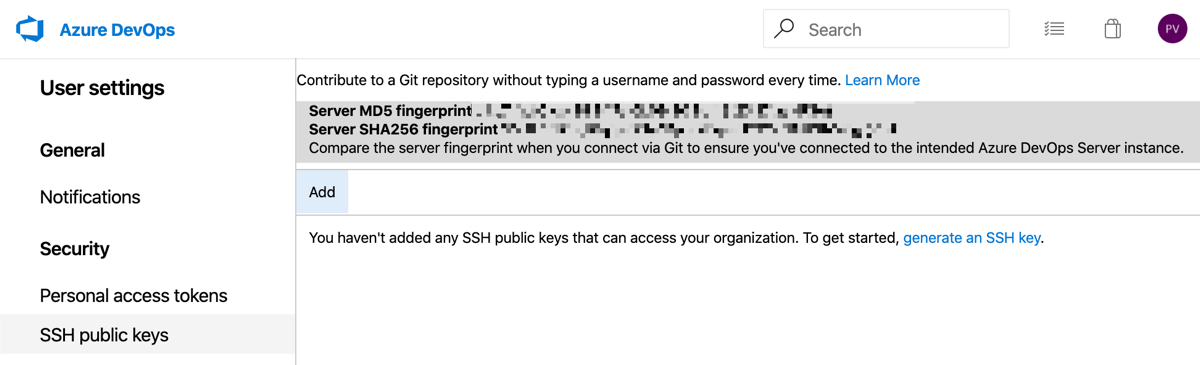 Azure DevOps
Search
PV
User settings
General
Notifications
Security
Personal access tokens
SSH public keys
Contribute to a Git repository without typing a username and password every time. Learn More
Server MD5 fingerprint
Server SHA256 fingerprint
Compare the server fingerprint when you connect via Git to ensure you've connected to the intended Azure DevOps Server instance.
Add
You haven't added any SSH public keys that can access your organization. To get started, generate an SSH key.